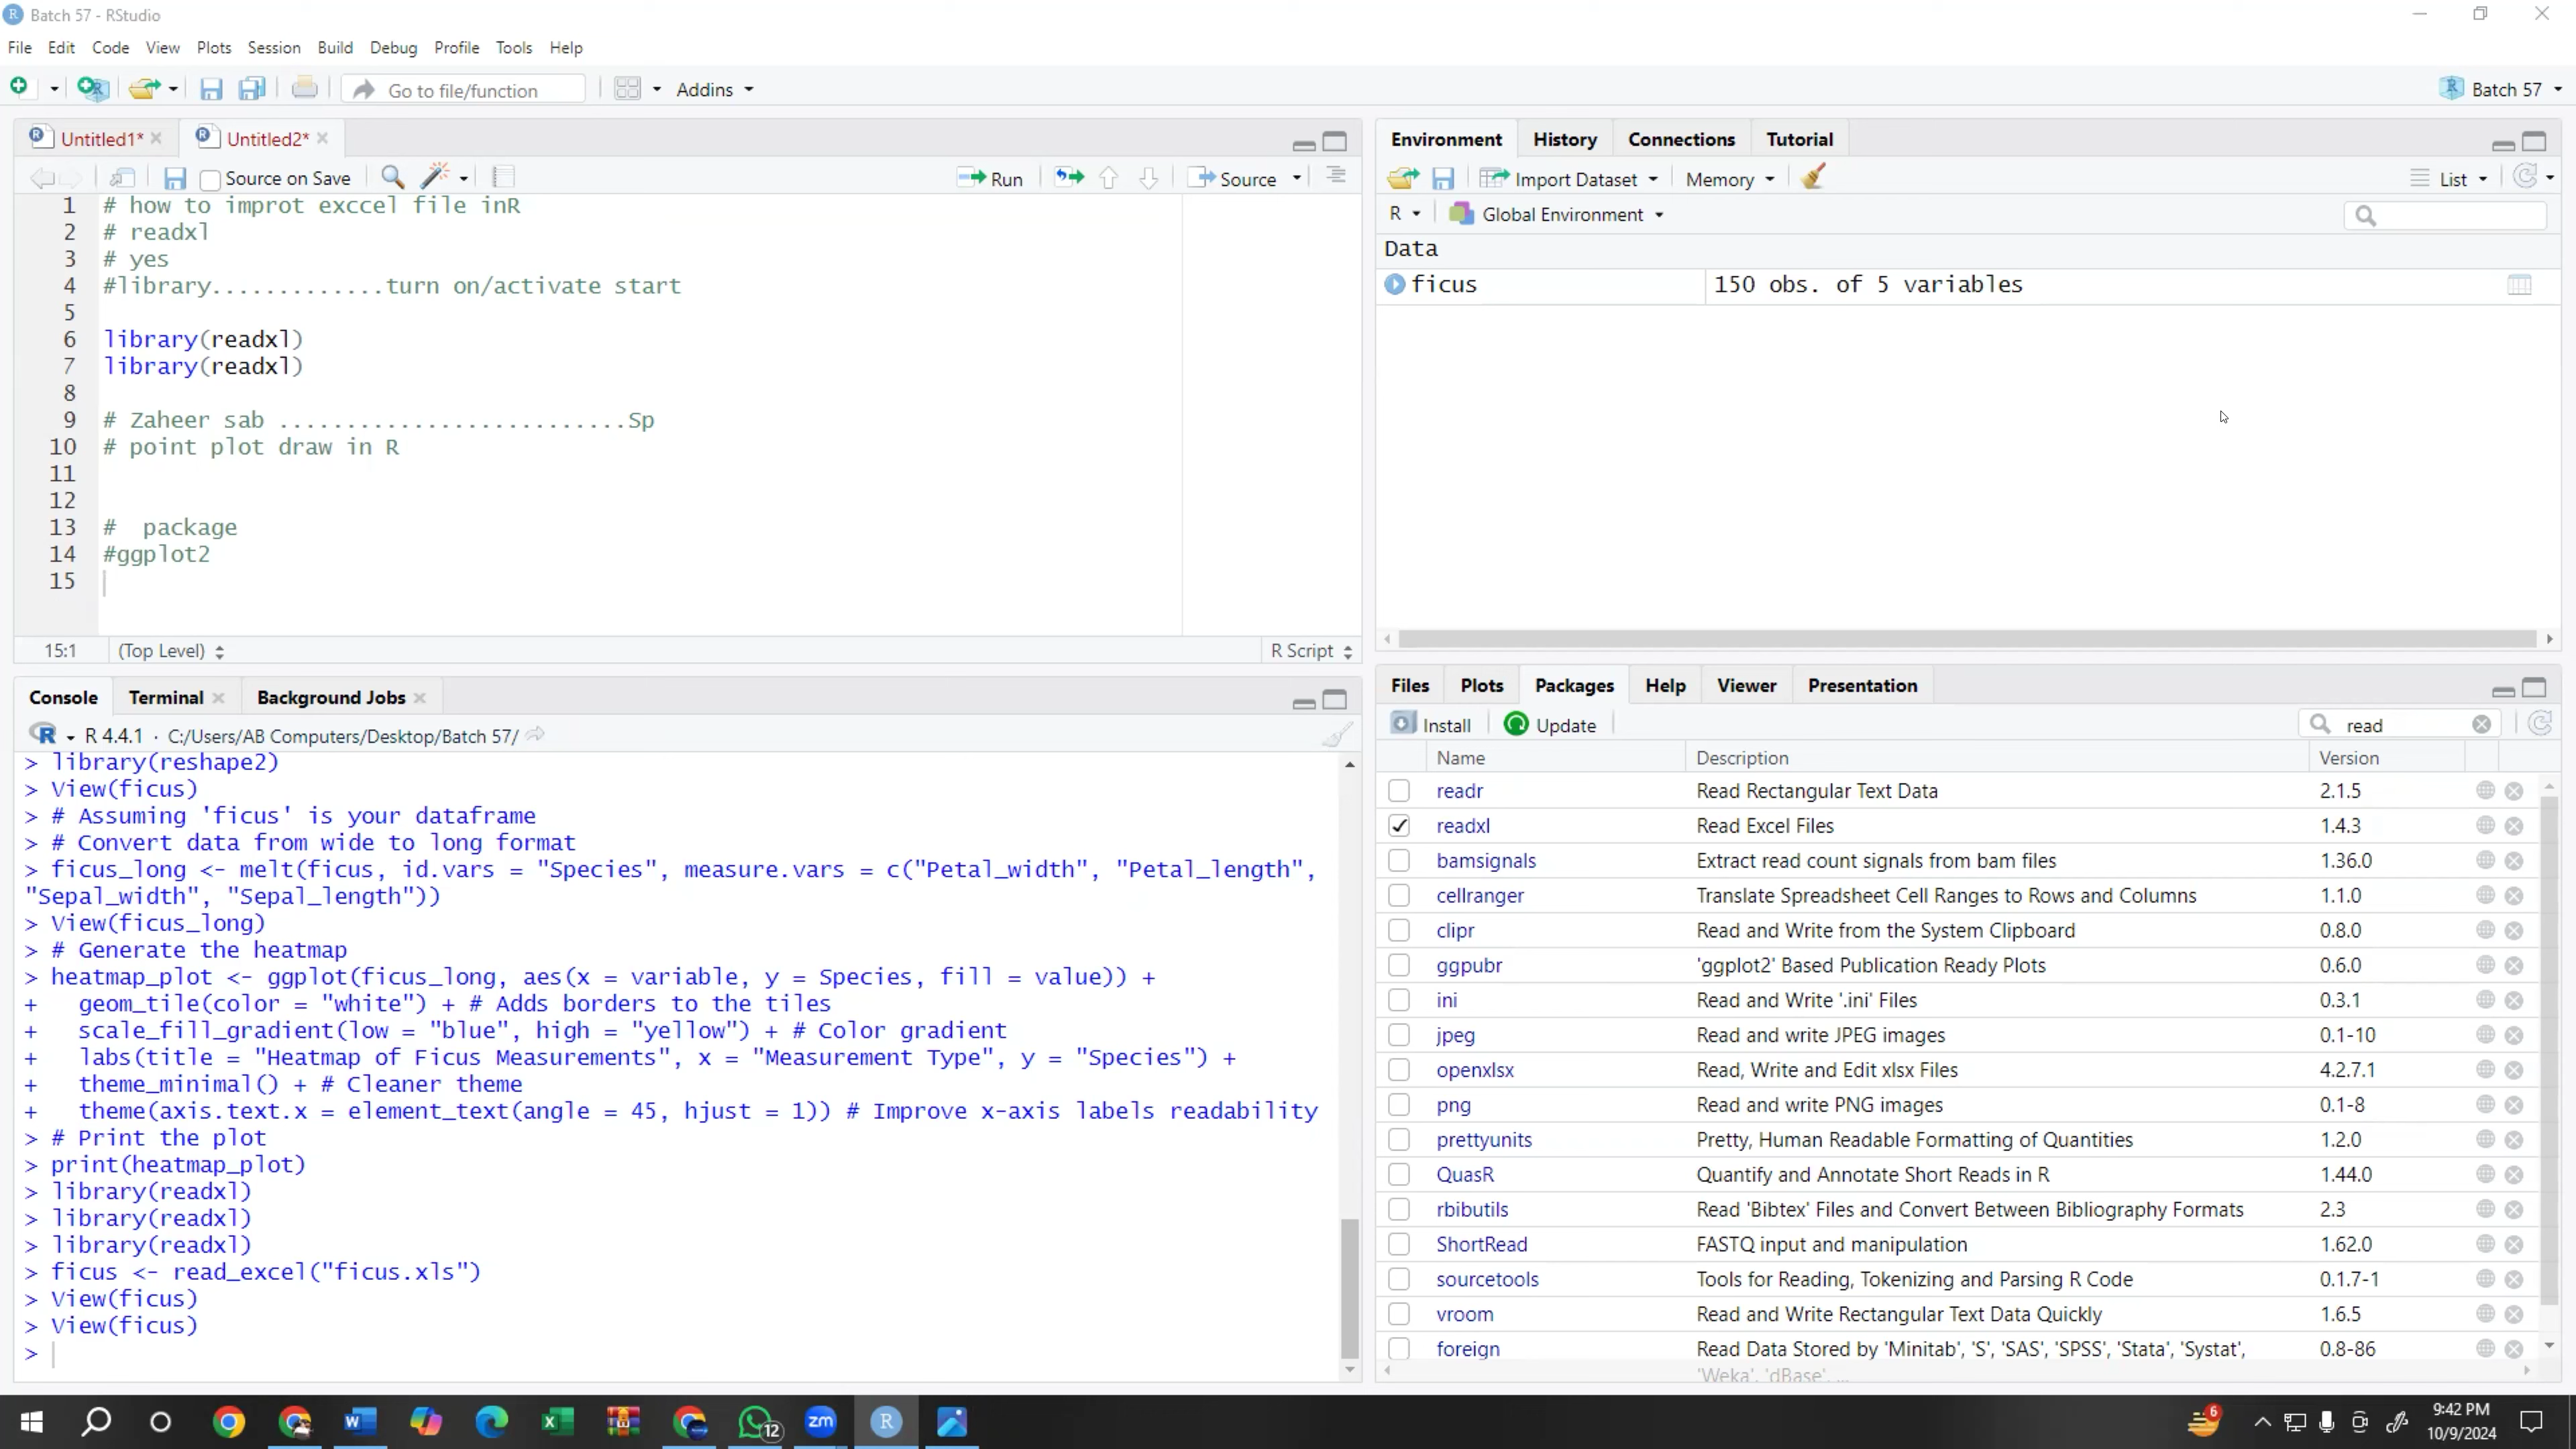 Batch 57 - RStudio
File Edit Code View Plots Session Build Debug Profile Tools Help
Go to file/function Addins Batch 57
Untitled1* Untitled2*
Source on Save Run Source
1 # how to improt exccel file inR
2 # readxl
3 # yes
4 #library.............turn on/activate start
5
6 library(readxl)
7 library(readxl)
8
9 # Zaheer sab ..........................Sp
10 # point plot draw in R
11
12
13 #  package
14 #ggplot2
15
15:1 (Top Level) R Script
Environment History Connections Tutorial
Import Dataset Memory List
R Global Environment
Data
ficus 150 obs. of 5 variables
Console Terminal Background Jobs
R 4.4.1 · C:/Users/AB Computers/Desktop/Batch 57/
> library(reshape2)
> View(ficus)
> # Assuming 'ficus' is your dataframe
> # Convert data from wide to long format
> ficus_long <- melt(ficus, id.vars = "Species", measure.vars = c("Petal_width", "Petal_length",
"Sepal_width", "Sepal_length"))
> View(ficus_long)
> # Generate the heatmap
> heatmap_plot <- ggplot(ficus_long, aes(x = variable, y = Species, fill = value)) +
+   geom_tile(color = "white") + # Adds borders to the tiles
+   scale_fill_gradient(low = "blue", high = "yellow") + # Color gradient
+   labs(title = "Heatmap of Ficus Measurements", x = "Measurement Type", y = "Species") +
+   theme_minimal() + # Cleaner theme
+   theme(axis.text.x = element_text(angle = 45, hjust = 1)) # Improve x-axis labels readability
> # Print the plot
> print(heatmap_plot)
> library(readxl)
> library(readxl)
> library(readxl)
> ficus <- read_excel("ficus.xls")
> View(ficus)
> View(ficus)
>
Files Plots Packages Help Viewer Presentation
Install Update read
Name Description Version
readr Read Rectangular Text Data 2.1.5
readxl Read Excel Files 1.4.3
bamsignals Extract read count signals from bam files 1.36.0
cellranger Translate Spreadsheet Cell Ranges to Rows and Columns 1.1.0
clipr Read and Write from the System Clipboard 0.8.0
ggpubr 'ggplot2' Based Publication Ready Plots 0.6.0
ini Read and Write '.ini' Files 0.3.1
jpeg Read and write JPEG images 0.1-10
openxlsx Read, Write and Edit xlsx Files 4.2.7.1
png Read and write PNG images 0.1-8
prettyunits Pretty, Human Readable Formatting of Quantities 1.2.0
QuasR Quantify and Annotate Short Reads in R 1.44.0
rbibutils Read 'Bibtex' Files and Convert Between Bibliography Formats 2.3
ShortRead FASTQ input and manipulation 1.62.0
sourcetools Tools for Reading, Tokenizing and Parsing R Code 0.1.7-1
vroom Read and Write Rectangular Text Data Quickly 1.6.5
foreign Read Data Stored by 'Minitab', 'S', 'SAS', 'SPSS', 'Stata', 'Systat', 0.8-86
'Weka', 'dBase', ...
12 zm R 6
9:42 PM
10/9/2024